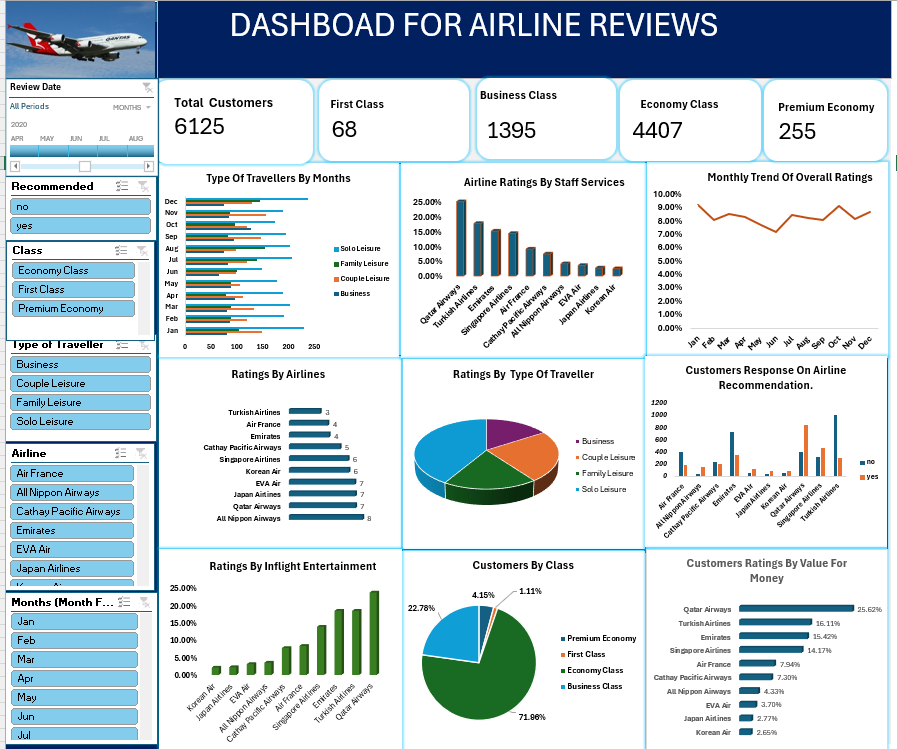 DASHBOAD FOR AIRLINE REVIEWS
QANTAS
Review Date
All Periods MONTHS
2020
APR MAY JUN JUL AUG
Recommended
no
yes
Class
Economy Class
First Class
Premium Economy
Type of Traveller
Business
Couple Leisure
Family Leisure
Solo Leisure
Airline
Air France
All Nippon Airways
Cathay Pacific Airways
Emirates
EVA Air
Japan Airlines
Months (Month F...
Jan
Feb
Mar
Apr
May
Jun
Jul
Total Customers
6125
First Class
68
Business Class
1395
Economy Class
4407
Premium Economy
255
Type Of Travellers By Months
Dec
Nov
Oct
Sep
Aug
Jul
Jun
May
Apr
Mar
Feb
Jan
0 50 100 150 200 250
Solo Leisure
Family Leisure
Couple Leisure
Business
Airline Ratings By Staff Services
25.00%
20.00%
15.00%
10.00%
5.00%
0.00%
Qatar Airways
Turkish Airlines
Emirates
Singapore Airlines
Air France
Cathay Pacific Airways
All Nippon Airways
EVA Air
Japan Airlines
Korean Air
Monthly Trend Of Overall Ratings
10.00%
9.00%
8.00%
7.00%
6.00%
5.00%
4.00%
3.00%
2.00%
1.00%
0.00%
Jan Feb Mar Apr May Jun Jul Aug Sep Oct Nov Dec
Ratings By Airlines
Turkish Airlines 3
Air France 4
Emirates 4
Cathay Pacific Airways 5
Singapore Airlines 6
Korean Air 6
EVA Air 7
Japan Airlines 7
Qatar Airways 7
All Nippon Airways 8
Ratings By Type Of Traveller
Business
Couple Leisure
Family Leisure
Solo Leisure
Customers Response On Airline
Recommendation.
1200
1000
800
600
400
200
0
Air France
All Nippon Airways
Cathay Pacific Airways
Emirates
EVA Air
Japan Airlines
Korean Air
Qatar Airways
Singapore Airlines
Turkish Airlines
no
yes
Ratings By Inflight Entertainment
25.00%
20.00%
15.00%
10.00%
5.00%
0.00%
Korean Air
Japan Airlines
EVA Air
All Nippon Airways
Cathay Pacific Airways
Air France
Singapore Airlines
Emirates
Turkish Airlines
Qatar Airways
Customers By Class
4.15%
1.11%
22.78%
71.96%
Premium Economy
First Class
Economy Class
Business Class
Customers Ratings By Value For
Money
Qatar Airways 25.62%
Turkish Airlines 16.11%
Emirates 15.42%
Singapore Airlines 14.17%
Air France 7.94%
Cathay Pacific Airways 7.30%
All Nippon Airways 4.33%
EVA Air 3.70%
Japan Airlines 2.77%
Korean Air 2.65%